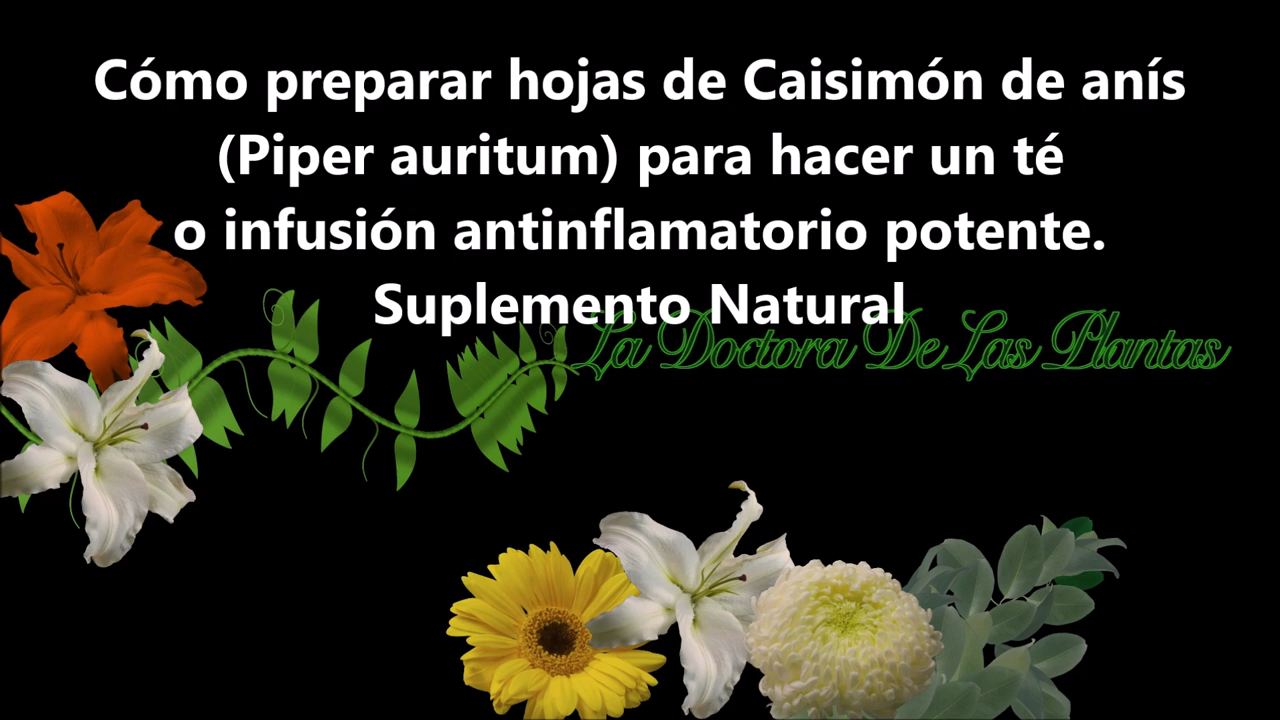 Cómo preparar hojas de Caisimón de anís
(Piper auritum) para hacer un té
o infusión antinflamatorio potente.
Suplemento Natural
La Doctora De Las Plantas